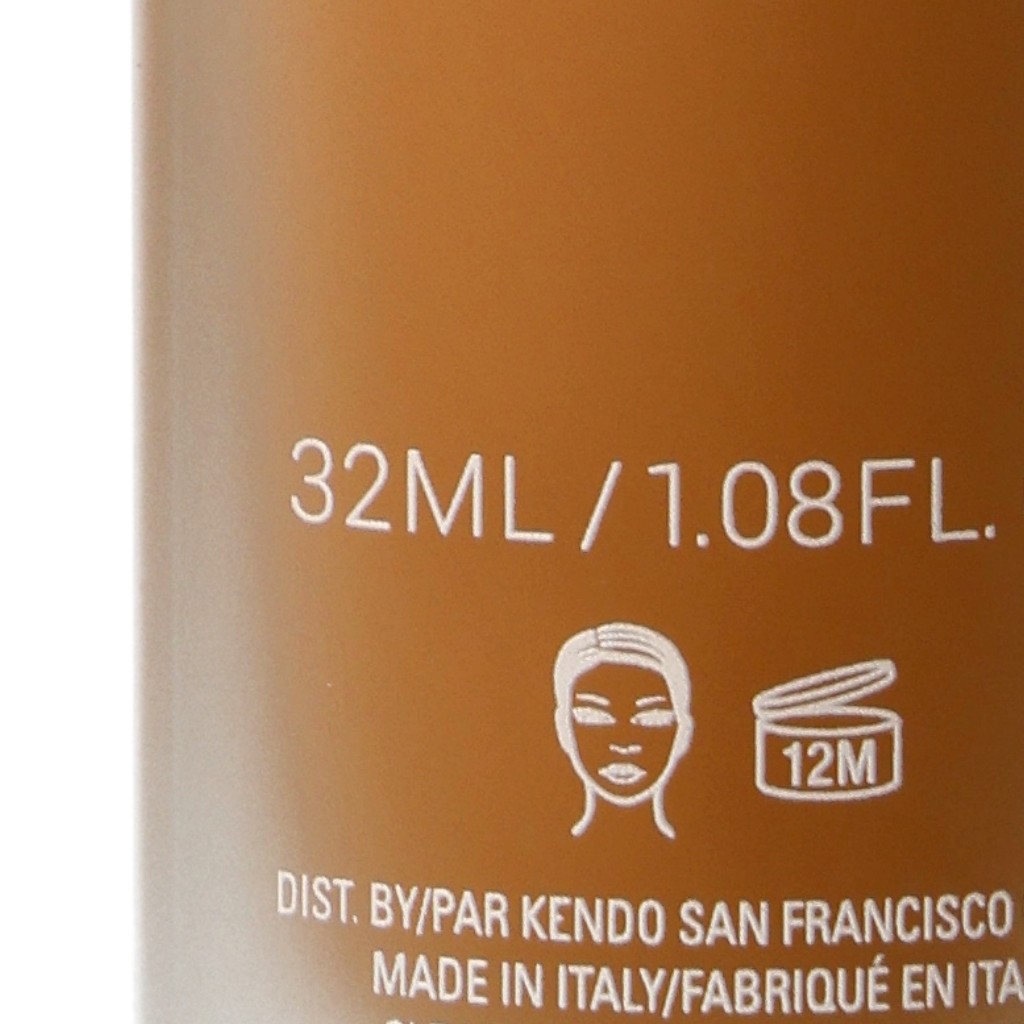 32ML / 1.08FL.
12M
DIST. BY/PAR KENDO SAN FRANCISCO
MADE IN ITALY/FABRIQUÉ EN ITA